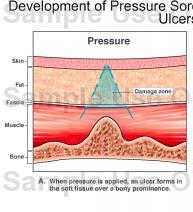 Development of Pressure Sore
Ulcers
Pressure
Skin
Fat
Damage zone
Fascia
Muscle
Bone
A. When pressure is applied, an ulcer forms in
the soft tissue over a bony prominence.